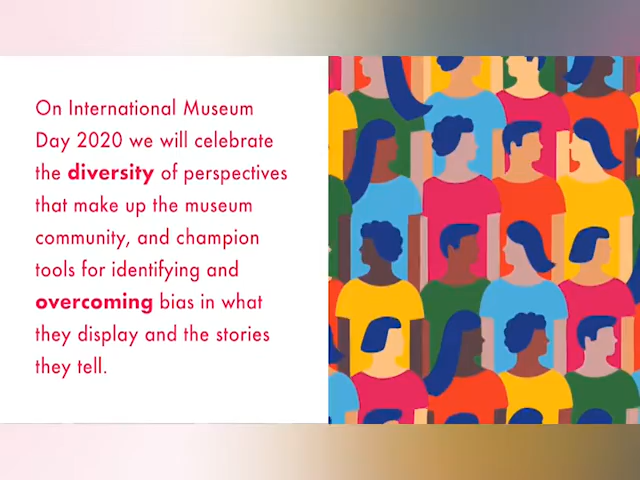 On International Museum
Day 2020 we will celebrate
the diversity of perspectives
that make up the museum
community, and champion
tools for identifying and
overcoming bias in what
they display and the stories
they tell.